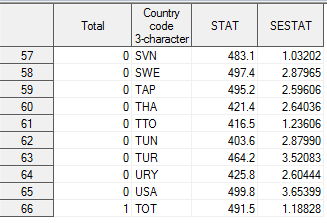 Total Country code 3-character STAT SESTAT
57 0 SVN 483.1 1.03202
58 0 SWE 497.4 2.87965
59 0 TAP 495.2 2.59606
60 0 THA 421.4 2.64036
61 0 TTO 416.5 1.23606
62 0 TUN 403.6 2.87990
63 0 TUR 464.2 3.52083
64 0 URY 425.8 2.60444
65 0 USA 499.8 3.65399
66 1 TOT 491.5 1.18828